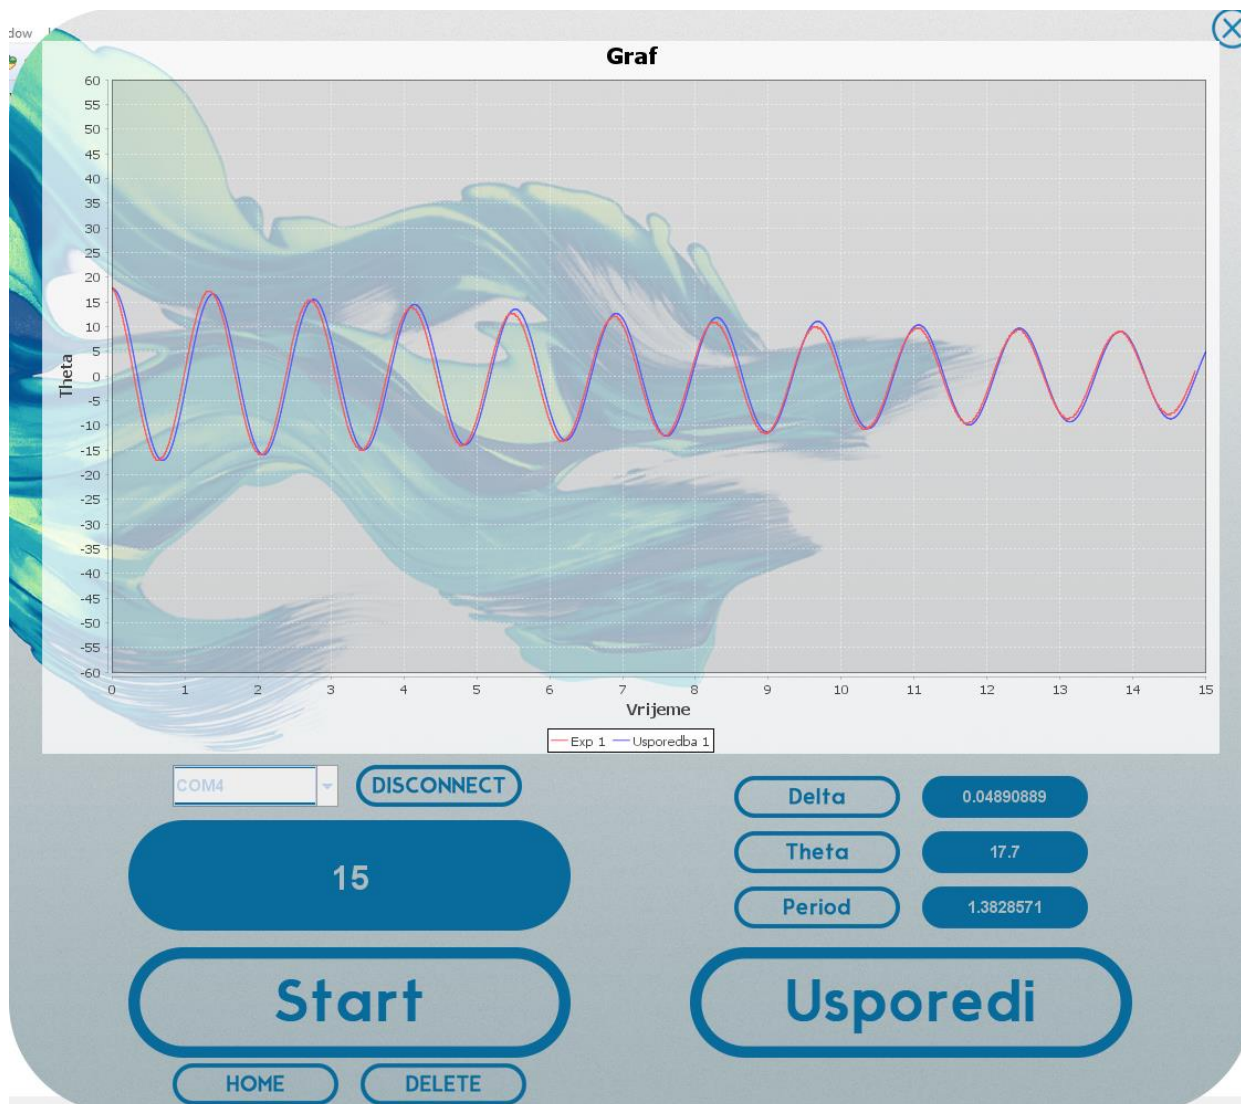 dow
Graf
60
55
50
45
40
35
30
25
20
15
10
5
0
-5
-10
-15
-20
-25
-30
-35
-40
-45
-50
-55
-60
Theta
0 1 2 3 4 5 6 7 8 9 10 11 12 13 14 15
Vrijeme
Exp 1 Usporedba 1
COM4 DISCONNECT
15
Delta 0.04890889
Theta 17.7
Period 1.3828571
Start Usporedi
HOME DELETE